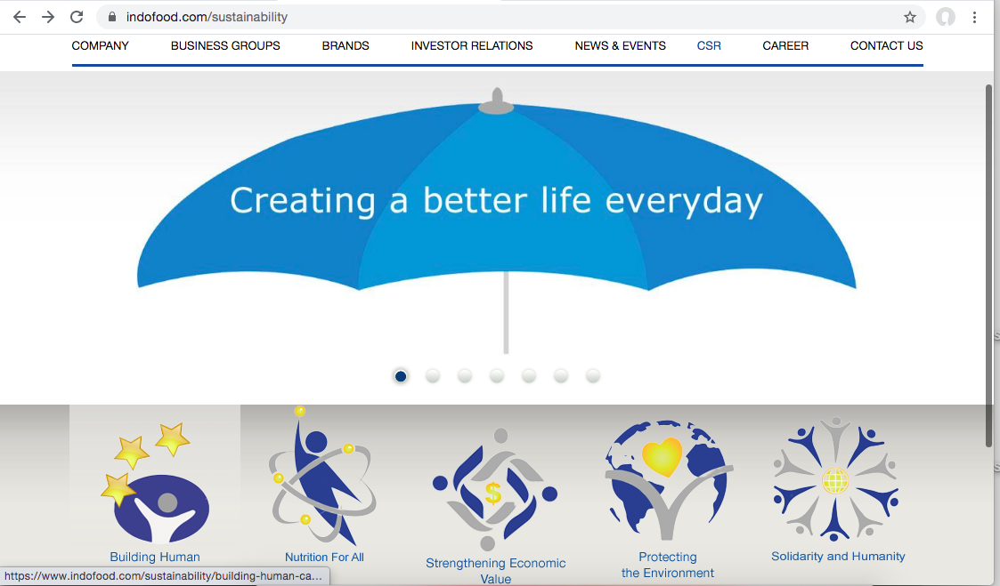 indofood.com/sustainability
COMPANY BUSINESS GROUPS BRANDS INVESTOR RELATIONS NEWS & EVENTS CSR CAREER CONTACT US
Creating a better life everyday
$
Building Human
Nutrition For All
Strengthening Economic
Value
Protecting
the Environment
Solidarity and Humanity
https://www.indofood.com/sustainability/building-human-ca...